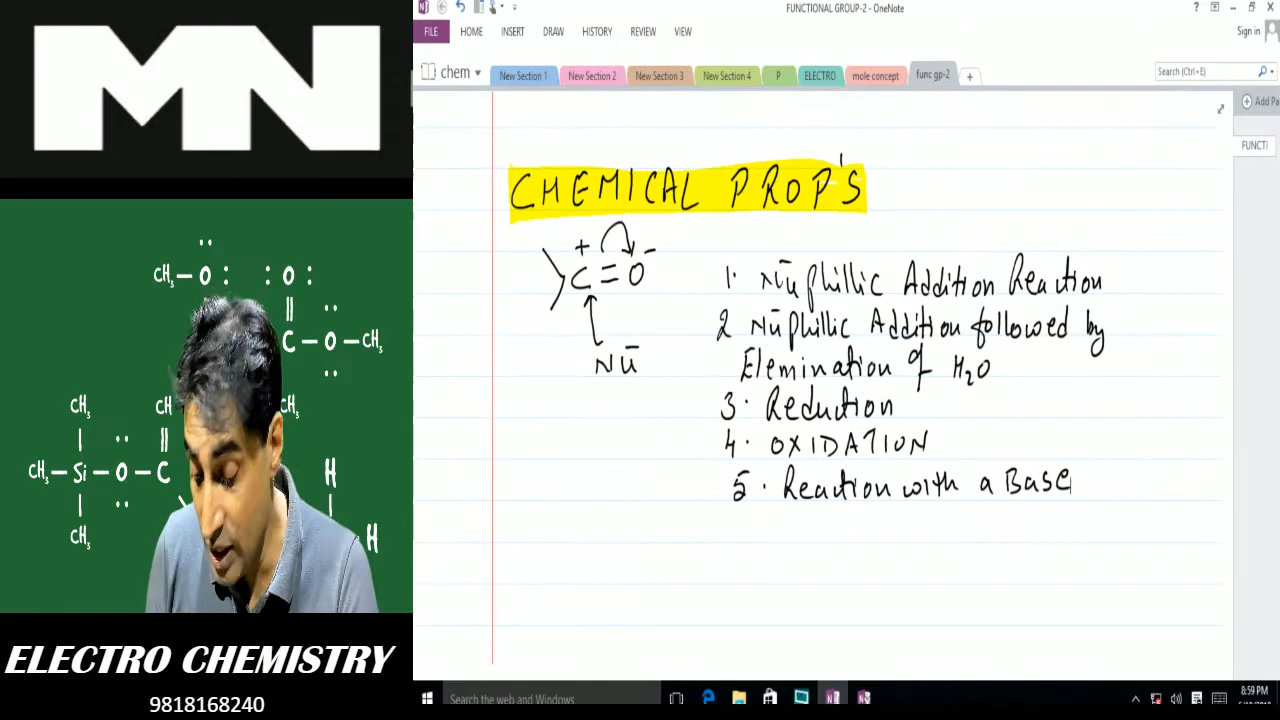 MN
FUNCTIONAL GROUP-2 - OneNote
FILE HOME INSERT DRAW HISTORY REVIEW VIEW
Sign in
chem New Section 1 New Section 2 New Section 3 New Section 4 P ELECTRO mole concept func gp-2 +
Search (Ctrl+E)
Add Pa
FUNCTI
CHEMICAL PROP'S
+ −
C=O
Nū
1. Nūphillic Addition Reaction
2 Nūphillic Addition followed by
Elemination of H₂O
3. Reduction
4. OXIDATION
5. Reaction with a Base
CH₃—O: :O:
C—O—CH₃
CH₃ CH CH₃
CH₃—Si—O—C H
CH₃ H
ELECTRO CHEMISTRY
9818168240
Search the web and Windows
8:59 PM